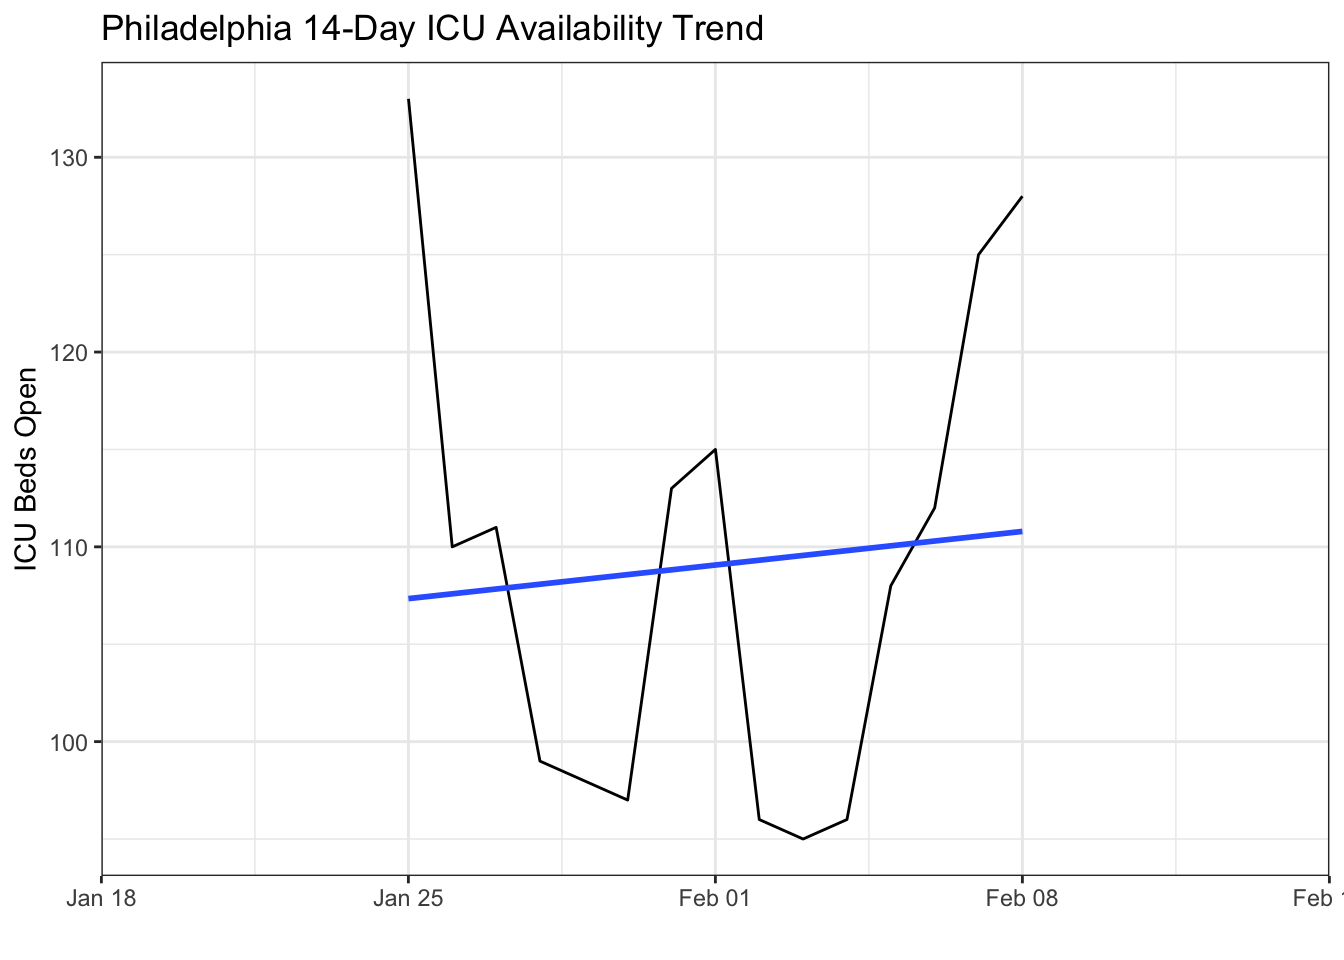 Philadelphia 14-Day ICU Availability Trend
ICU Beds Open
130
120
110
100
Jan 18
Jan 25
Feb 01
Feb 08
Feb